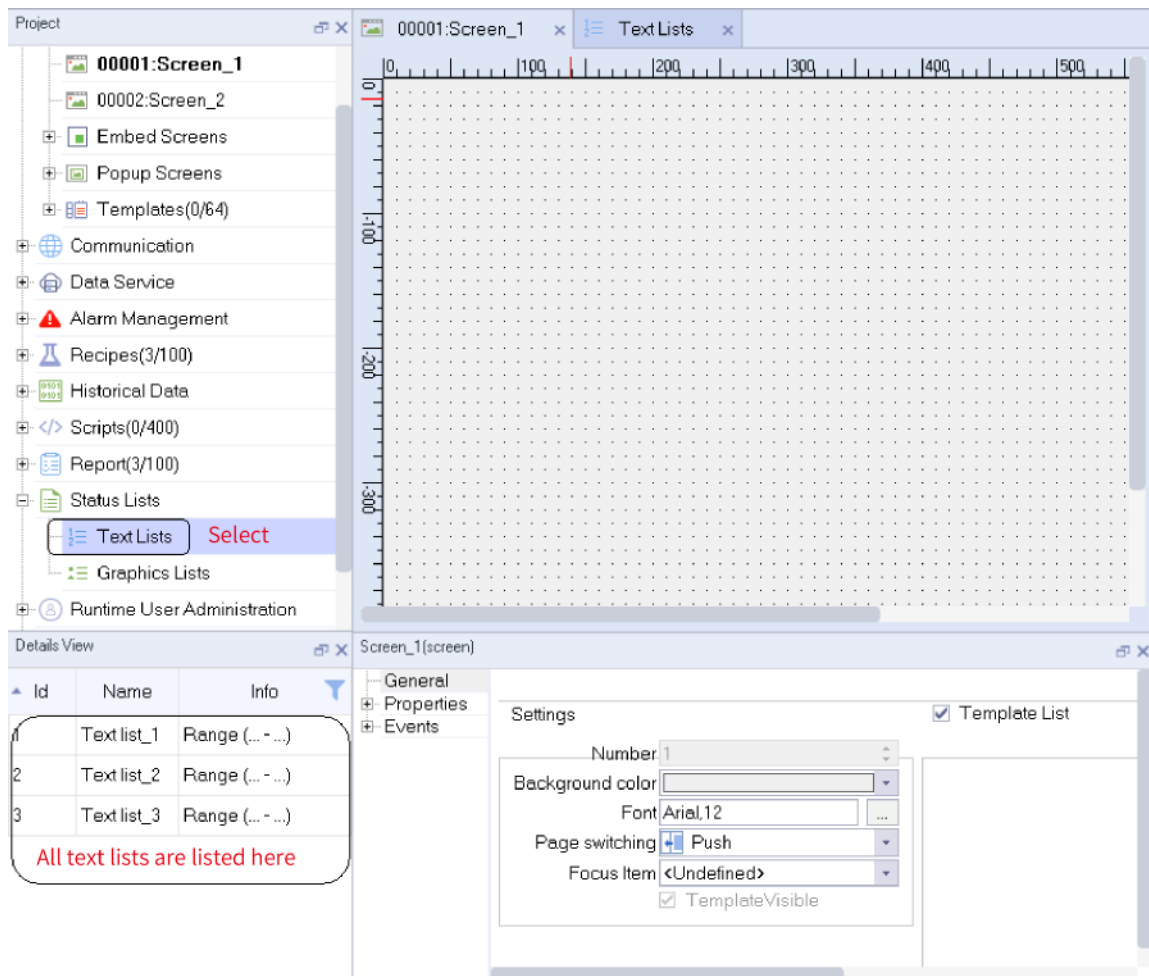 Project
00001:Screen_1
00002:Screen_2
Embed Screens
Popup Screens
Templates(0/64)
Communication
Data Service
Alarm Management
Recipes(3/100)
Historical Data
Scripts(0/400)
Report(3/100)
Status Lists
Text Lists Select
Graphics Lists
Runtime User Administration
00001:Screen_1 Text Lists
0 100 200 300 400 500
0
-100
-200
-300
Details View
Id Name Info
1 Text list_1 Range (... - ...)
2 Text list_2 Range (... - ...)
3 Text list_3 Range (... - ...)
All text lists are listed here
Screen_1(screen)
General
Properties
Events
Settings
Template List
Number 1
Background color
Font Arial,12 ...
Page switching Push
Focus Item <Undefined>
TemplateVisible